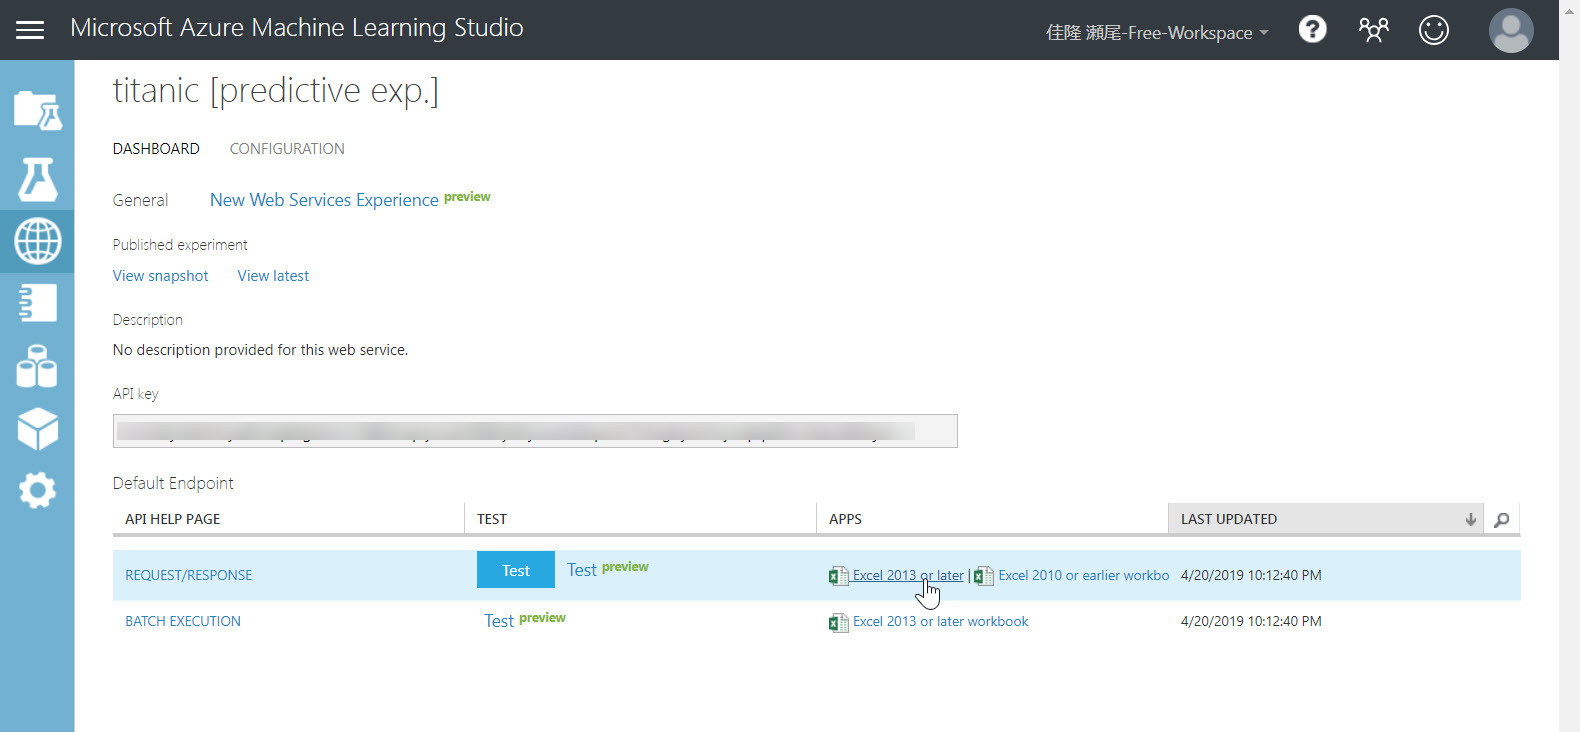 Microsoft Azure Machine Learning Studio
佳隆 瀬尾-Free-Workspace
titanic [predictive exp.]
DASHBOARD CONFIGURATION
General New Web Services Experience preview
Published experiment
View snapshot View latest
Description
No description provided for this web service.
API key
Default Endpoint
API HELP PAGE TEST APPS LAST UPDATED
REQUEST/RESPONSE Test Test preview Excel 2013 or later | Excel 2010 or earlier workbo 4/20/2019 10:12:40 PM
BATCH EXECUTION Test preview Excel 2013 or later workbook 4/20/2019 10:12:40 PM